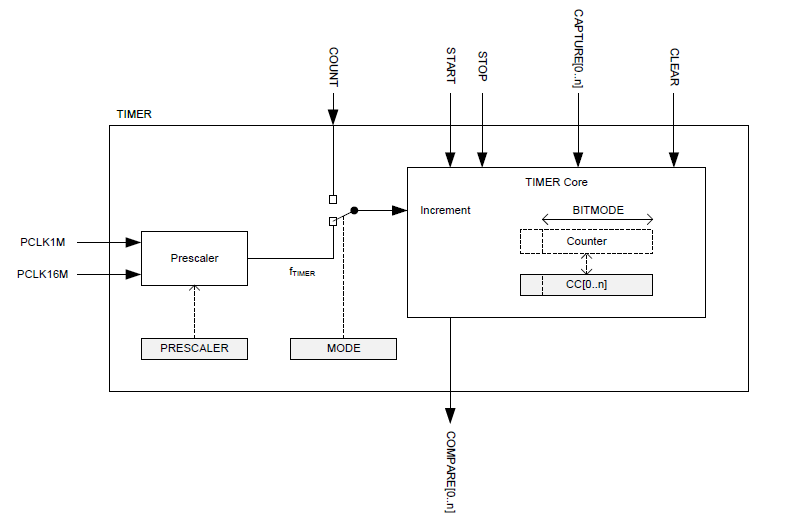 COUNT
START
STOP
CAPTURE[0..n]
CLEAR
TIMER
TIMER Core
Increment
BITMODE
Counter
CC[0..n]
PCLK1M
PCLK16M
Prescaler
fTIMER
PRESCALER
MODE
COMPARE[0..n]